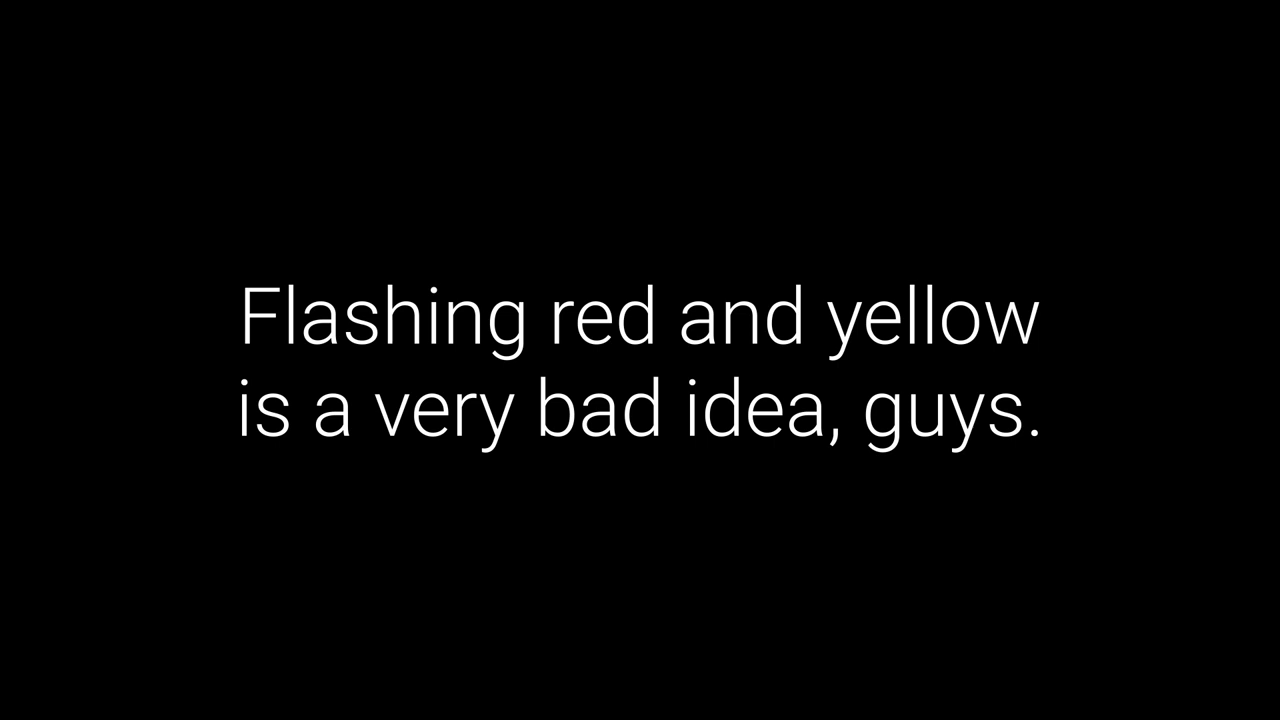 Flashing red and yellow
is a very bad idea, guys.